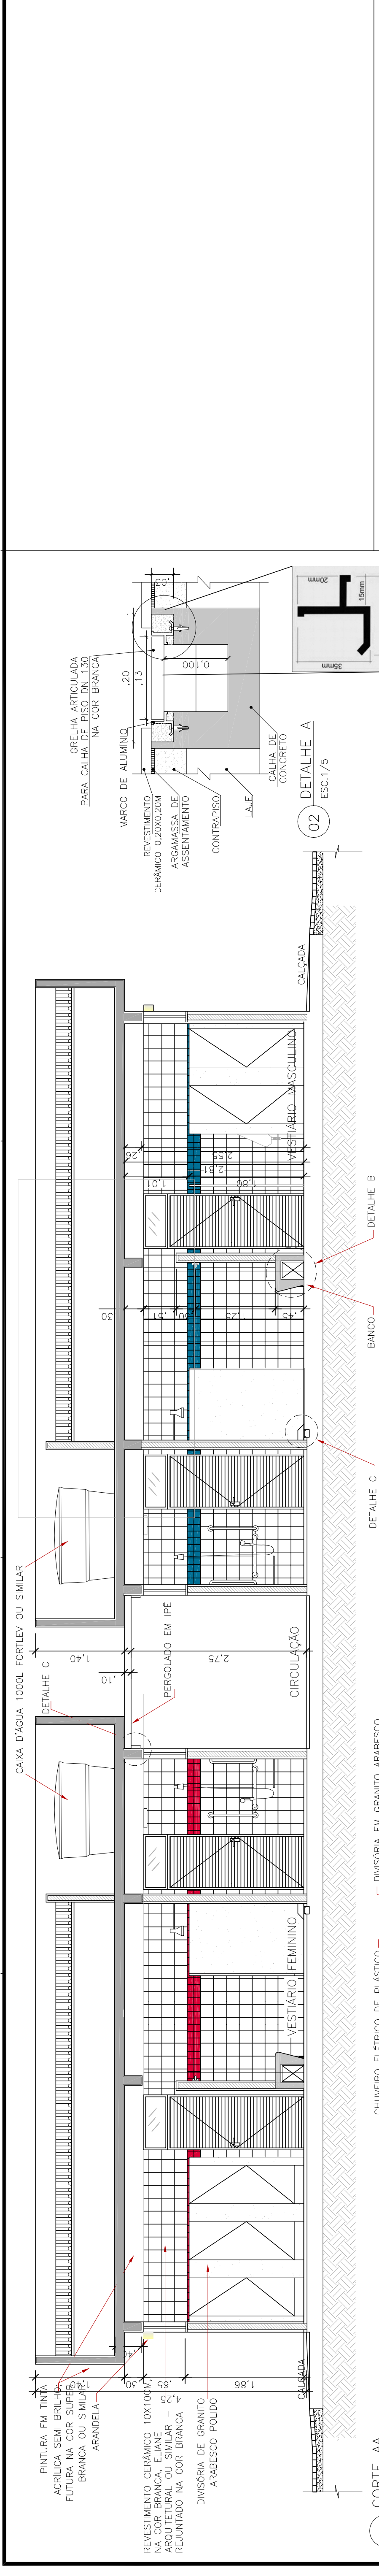 PINTURA EM TINTA
ACRÍLICA SEMI BRILHO
FUTURA NA COR SUPER
BRANCA OU SIMILAR
ARANDELA
REVESTIMENTO CERÂMICO 10X10CM,
NA COR BRANCA, ELIANE
ARQUITETURAL OU SIMILAR –
REJUNTADO NA COR BRANCA
DIVISÓRIA DE GRANITO
ARABESCO POLIDO
1,40
,30
,65
4,25
1,86
,40
CALÇADA
CORTE AA
CAIXA D'ÁGUA 1000L FORTLEV OU SIMILAR
DETALHE C
VESTIÁRIO FEMININO
1,40
,10
PERGOLADO EM IPÊ
2,75
CIRCULAÇÃO
CHUVEIRO ELÉTRICO DE PLÁSTICO
DIVISÓRIA EM GRANITO ARABESCO
DETALHE C
BANCO
DETALHE B
,30
,51
1,25
,45
,26
2,55
2,81
1,01
1,80
VESTIÁRIO MASCULINO
CALÇADA
GRELHA ARTICULADA
PARA CALHA DE PISO DN 130
NA COR BRANCA
MARCO DE ALUMÍNIO
REVESTIMENTO
CERÂMICO 0,20X0,20M
ARGAMASSA DE
ASSENTAMENTO
CONTRAPISO
LAJE
CALHA DE
CONCRETO
,20
,13
,03
0,100
02
DETALHE A
ESC.1/5
20mm
15mm
35mm